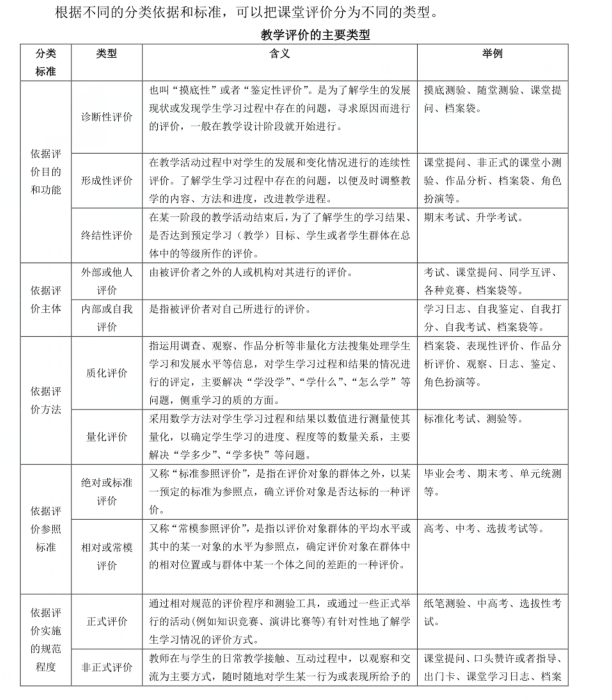 根据不同的分类依据和标准，可以把课堂评价分为不同的类型。
教学评价的主要类型
分类
标准
类型
含义
举例
依据评
价目的
和功能
诊断性评价
也叫“摸底性”或者“鉴定性评价”。是为了解学生的发展
现状或发现学生学习过程中存在的问题，寻求原因而进行
的评价，一般在教学设计阶段就开始进行。
摸底测验、随堂测验、课堂提
问、档案袋。
形成性评价
在教学活动过程中对学生的发展和变化情况进行的连续性
评价。了解学生学习过程中存在的问题，以便及时调整教
学的内容、方法和进度，改进教学进程。
课堂提问、非正式的课堂小测
验、作品分析、档案袋、角色
扮演等。
终结性评价
在某一阶段的教学活动结束后，为了了解学生的学习结果、
是否达到预定学习（教学）目标、学生或者学生群体在总
体中的等级所作的评价。
期末考试、升学考试。
依据评
价主体
外部或他人
评价
由被评价者之外的人或机构对其进行的评价。
考试、课堂提问、同学互评、
各种竞赛、档案袋等。
内部或自我
评价
是指被评价者对自己所进行的评价。
学习日志、自我鉴定、自我打
分、自我考试、档案袋等。
依据评
价方法
质化评价
指运用调查、观察、作品分析等非量化方法搜集处理学生
学习和发展水平等信息，对学生学习过程和结果的情况进
行的评定，主要解决“学没学”、“学什么”、“怎么学”等
问题，侧重学习的质的方面。
档案袋、表现性评价、作品分
析评价、观察、日志、鉴定、
角色扮演等。
量化评价
采用数学方法对学生学习过程和结果以数值进行测量使其
量化，以确定学生学习的进度、程度等的数量关系，主要
解决“学多少”、“学多快”等问题。
标准化考试、测验等。
依据评
价参照
标准
绝对或标准
评价
又称“标准参照评价”，是指在评价对象的群体之外，以某
一预定的标准为参照点，确立评价对象是否达标的一种评
价。
毕业会考、期末考、单元统测
等。
相对或常模
评价
又称“常模参照评价”，是指以评价对象群体的平均水平或
其中的某一对象的水平为参照点，确定评价对象在群体中
的相对位置或与群体中某一个体之间的差距的一种评价。
高考、中考、选拔考试等。
依据评
价实施
的规范
程度
正式评价
通过相对规范的评价程序和测验工具，或通过一些正式举
行的活动(例如知识竞赛、演讲比赛等)有针对性地了解学
生学习情况的评价方式。
纸笔测验、中高考、选拔性考
试。
非正式评价
教师在与学生的日常教学接触、互动过程中，以观察和交
流为主要方式，随时随地对学生某一行为或表现所给予的
课堂提问、口头赞许或者指导、
出门卡、课堂学习日志、档案